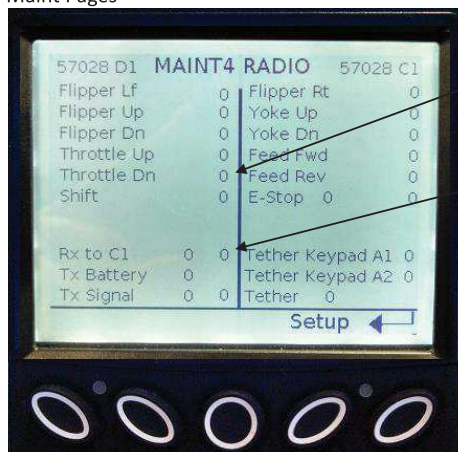 Maint Pages
57028 D1 MAINT4 RADIO 57028 C1
Flipper Lf 0 Flipper Rt 0
Flipper Up 0 Yoke Up 0
Flipper Dn 0 Yoke Dn 0
Throttle Up 0 Feed Fwd 0
Throttle Dn 0 Feed Rev 0
Shift 0 E-Stop 0 0
Rx to C1 0 0 Tether Keypad A1 0
Tx Battery 0 Tether Keypad A2 0
Tx Signal 0 0 Tether 0
Setup